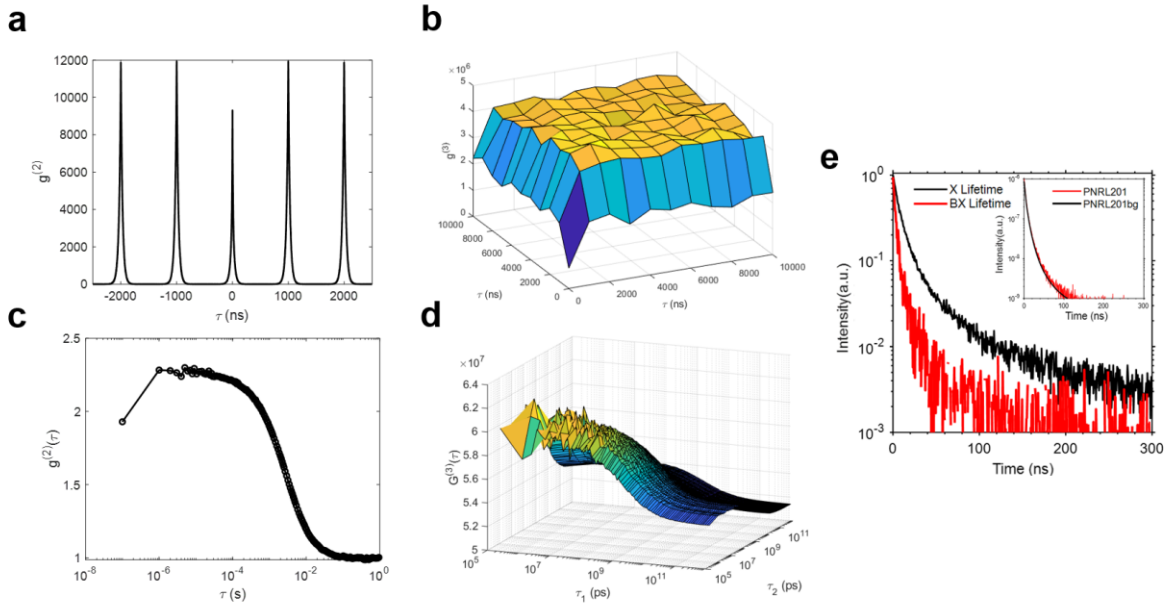 a
12000
10000
8000
6000
4000
2000
0
g(2)
-2000 -1000 0 1000 2000
τ (ns)
b
×10⁶
5
4
3
2
1
0
g(3)
10000
8000
6000
4000
2000
0
τ (ns)
0 2000 4000 6000 8000 10000
τ (ns)
c
2.5
2
1.5
1
g(2)(τ)
10⁻⁸ 10⁻⁶ 10⁻⁴ 10⁻² 10⁰
τ (s)
d
×10⁷
6.4
6.2
6
5.8
5.6
5.4
5.2
5
G(3)(τ)
10⁵ 10⁷ 10⁹ 10¹¹
τ₁ (ps)
10⁵ 10⁷ 10⁹ 10¹¹
τ₂ (ps)
e
10⁰
10⁻¹
10⁻²
10⁻³
Intensity(a.u.)
X Lifetime
BX Lifetime
0 100 200 300
Time (ns)
PNRL201
PNRL201bg
10⁻⁷
10⁻⁹
Intensity(a.u.)
0 100 200 300
Time (ns)